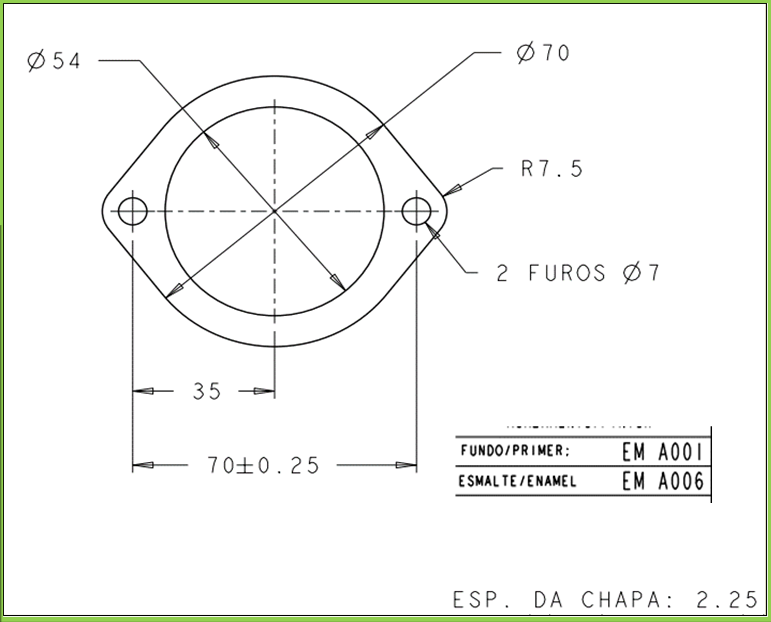 Ø54
Ø70
R7.5
2 FUROS Ø7
35
70±0.25
FUNDO/PRIMER: EM A001
ESMALTE/ENAMEL EM A006
ESP. DA CHAPA: 2.25